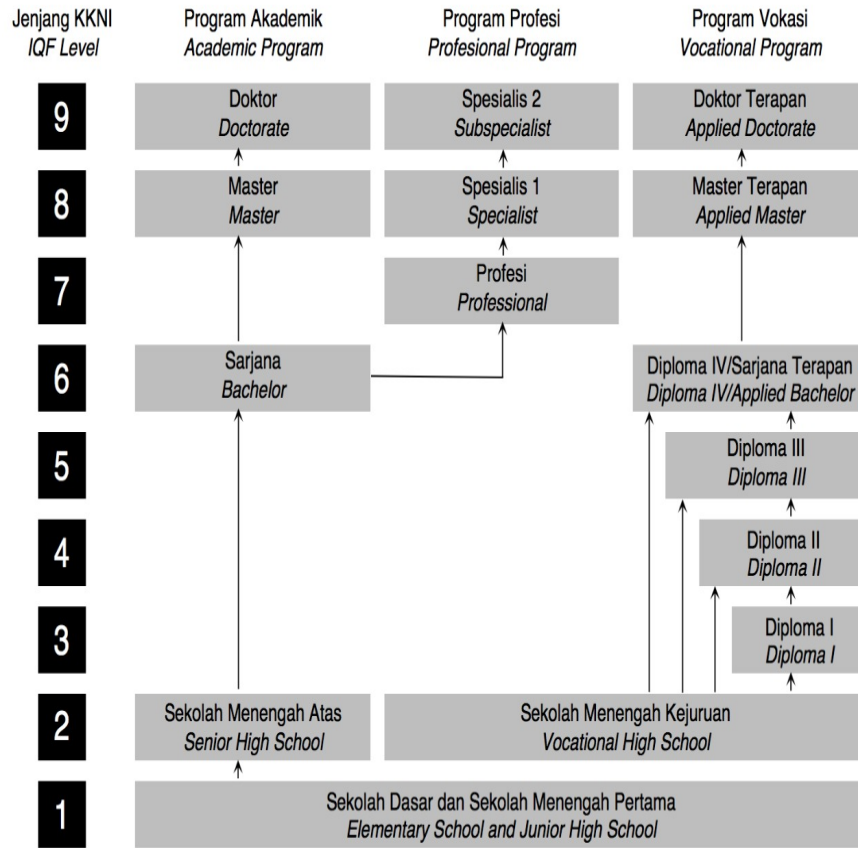 Jenjang KKNI
IQF Level
Program Akademik
Academic Program
Program Profesi
Profesional Program
Program Vokasi
Vocational Program
9
Doktor
Doctorate
Spesialis 2
Subspecialist
Doktor Terapan
Applied Doctorate
8
Master
Master
Spesialis 1
Specialist
Master Terapan
Applied Master
7
Profesi
Professional
6
Sarjana
Bachelor
Diploma IV/Sarjana Terapan
Diploma IV/Applied Bachelor
5
Diploma III
Diploma III
4
Diploma II
Diploma II
3
Diploma I
Diploma I
2
Sekolah Menengah Atas
Senior High School
Sekolah Menengah Kejuruan
Vocational High School
1
Sekolah Dasar dan Sekolah Menengah Pertama
Elementary School and Junior High School